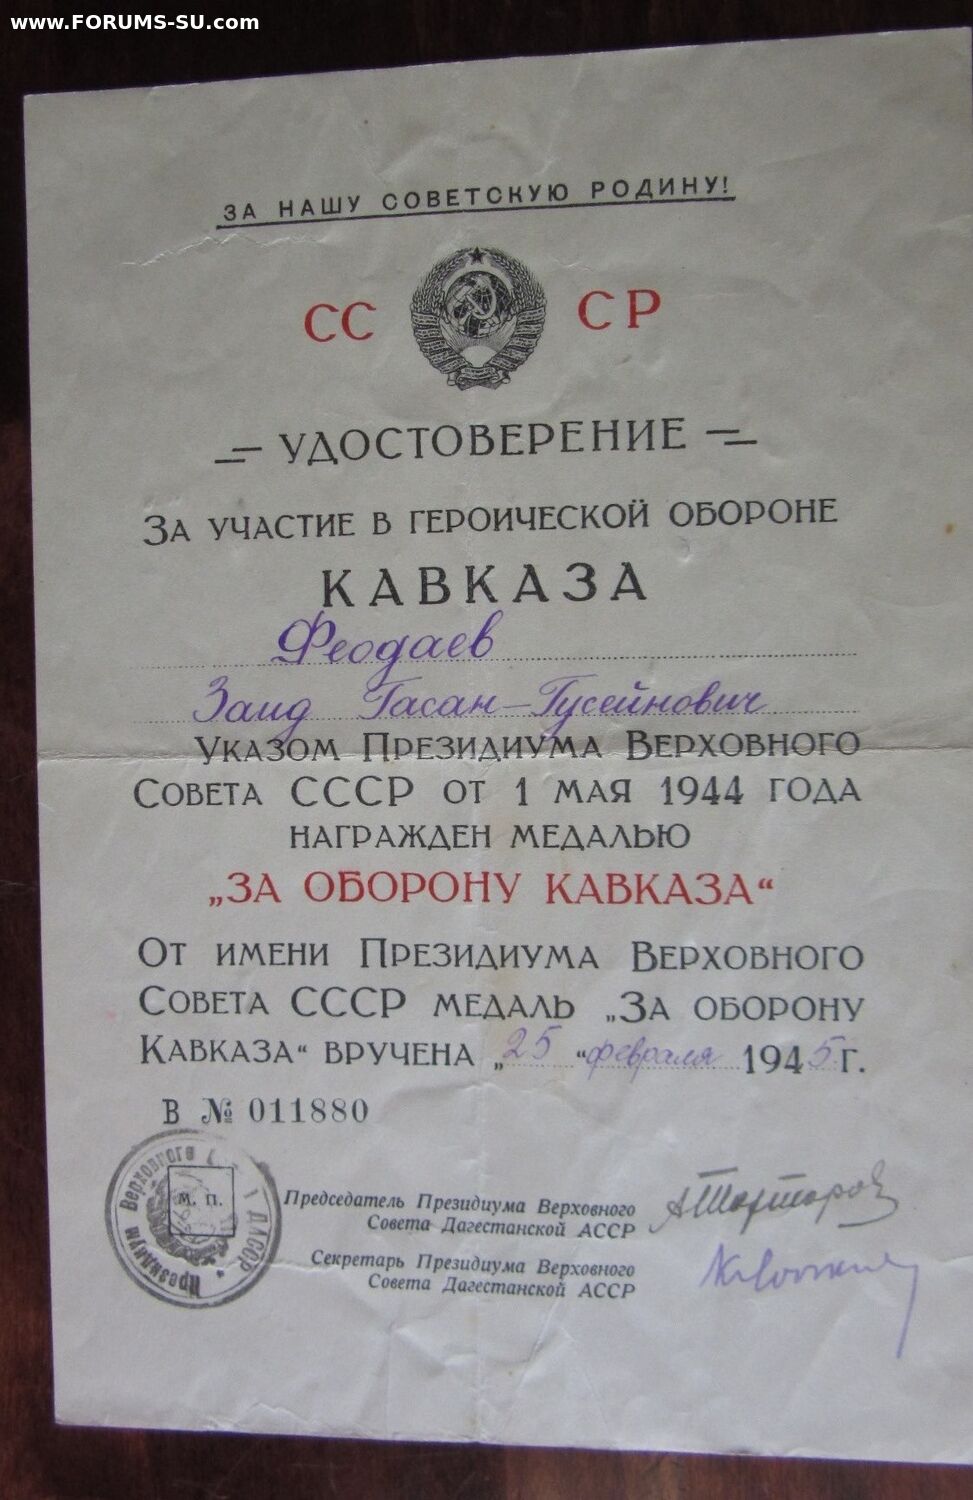 www.FORUMS-SU.com
ЗА НАШУ СОВЕТСКУЮ РОДИНУ!
СС СР
УДОСТОВЕРЕНИЕ
ЗА УЧАСТИЕ В ГЕРОИЧЕСКОЙ ОБОРОНЕ
КАВКАЗА
Феодаев
Заид Гасан-Гусейнович
УКАЗОМ ПРЕЗИДИУМА ВЕРХОВНОГО
СОВЕТА СССР ОТ 1 МАЯ 1944 ГОДА
НАГРАЖДЕН МЕДАЛЬЮ
„ЗА ОБОРОНУ КАВКАЗА“
ОТ ИМЕНИ ПРЕЗИДИУМА ВЕРХОВНОГО
СОВЕТА СССР МЕДАЛЬ „ЗА ОБОРОНУ
КАВКАЗА“ ВРУЧЕНА „25“ февраля 1945 г.
В № 011880
Президиум Верховного ДАССР
М. П.
Председатель Президиума Верховного
Совета Дагестанской АССР
Секретарь Президиума Верховного
Совета Дагестанской АССР